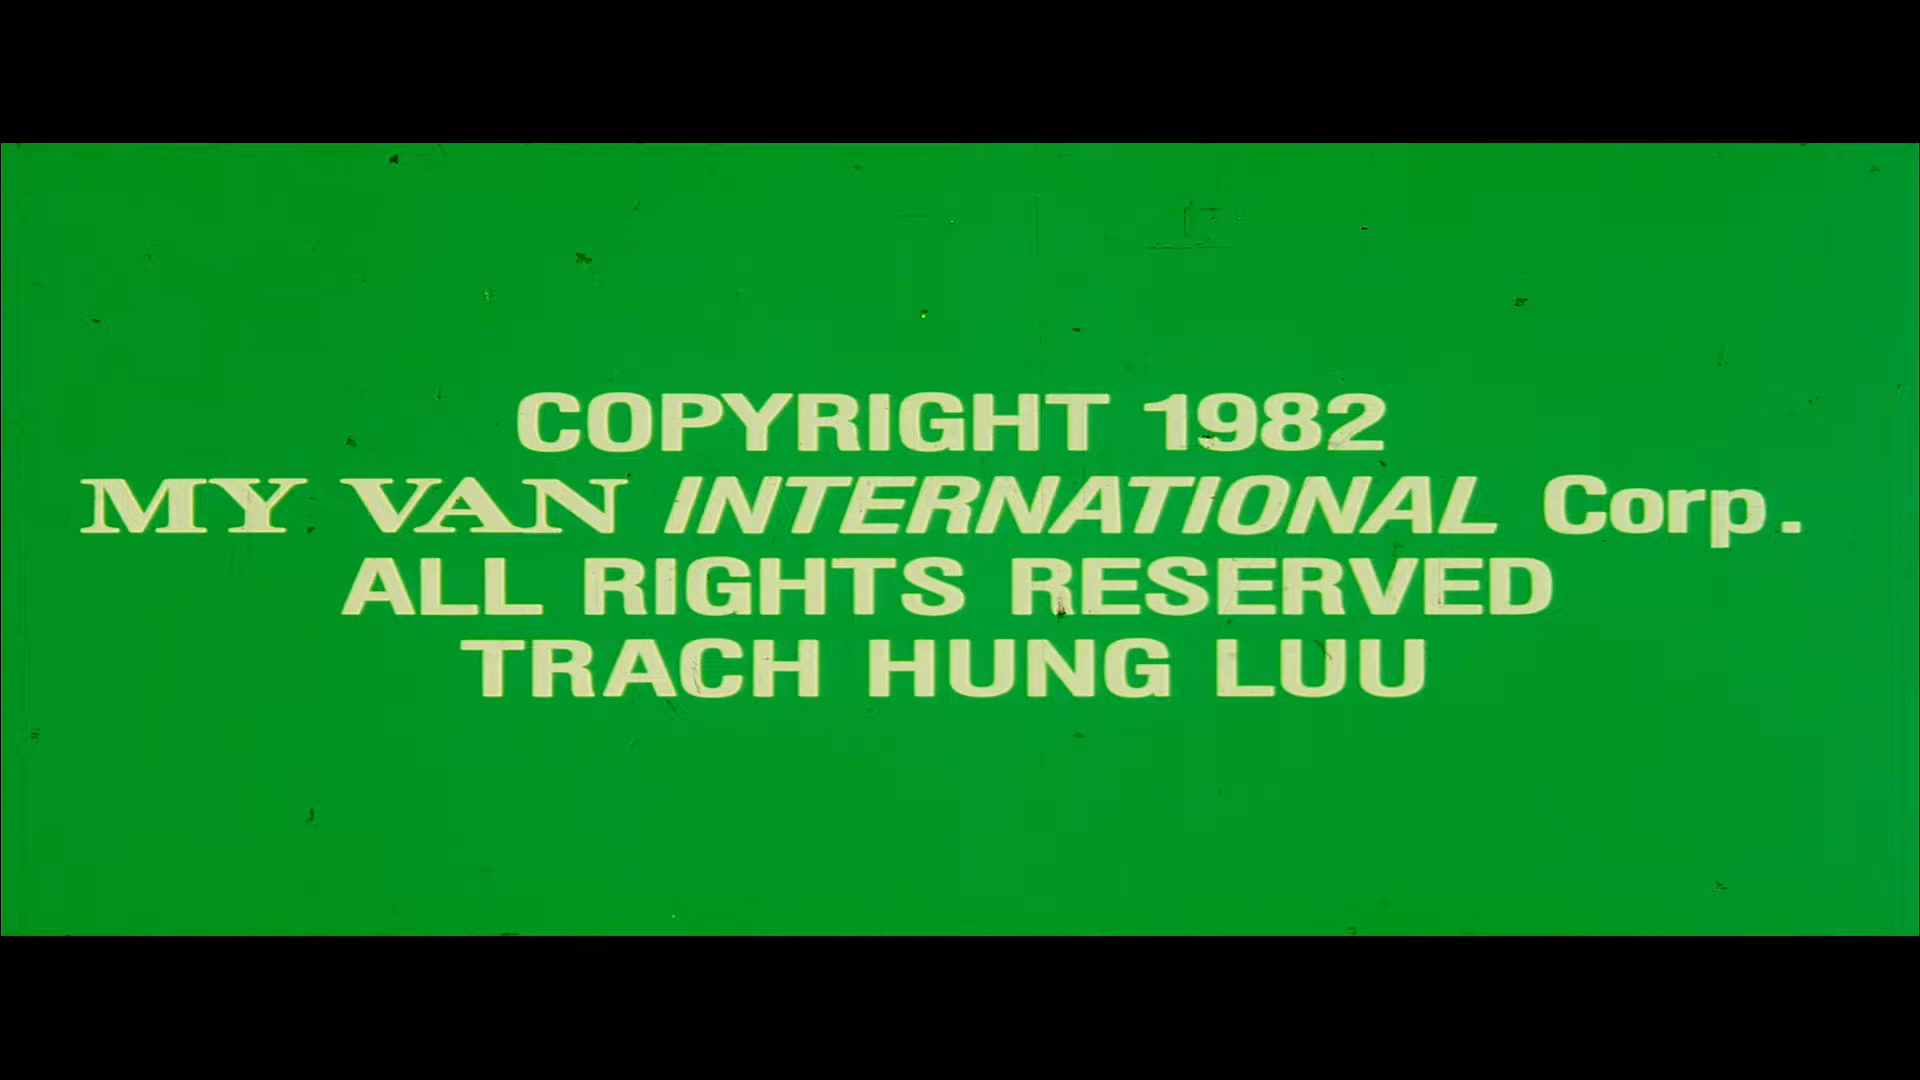 COPYRIGHT 1982
MY VAN INTERNATIONAL Corp.
ALL RIGHTS RESERVED
TRACH HUNG LUU